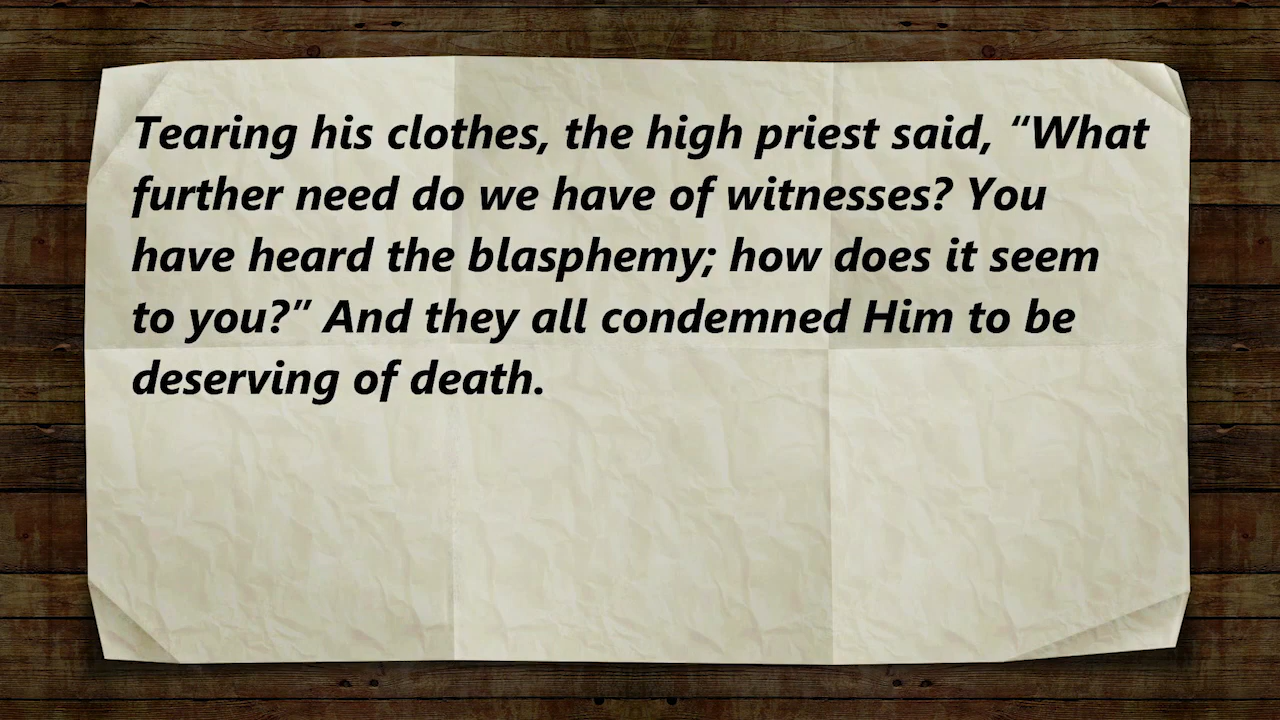 Tearing his clothes, the high priest said, “What
further need do we have of witnesses? You
have heard the blasphemy; how does it seem
to you?” And they all condemned Him to be
deserving of death.